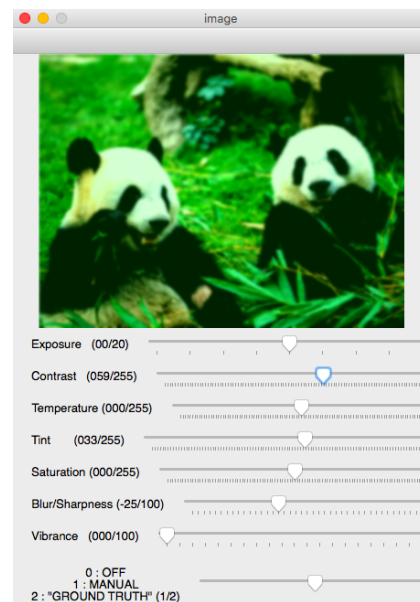 image
Exposure (00/20)
Contrast (059/255)
Temperature (000/255)
Tint (033/255)
Saturation (000/255)
Blur/Sharpness (-25/100)
Vibrance (000/100)
0 : OFF
1 : MANUAL
2 : "GROUND TRUTH" (1/2)